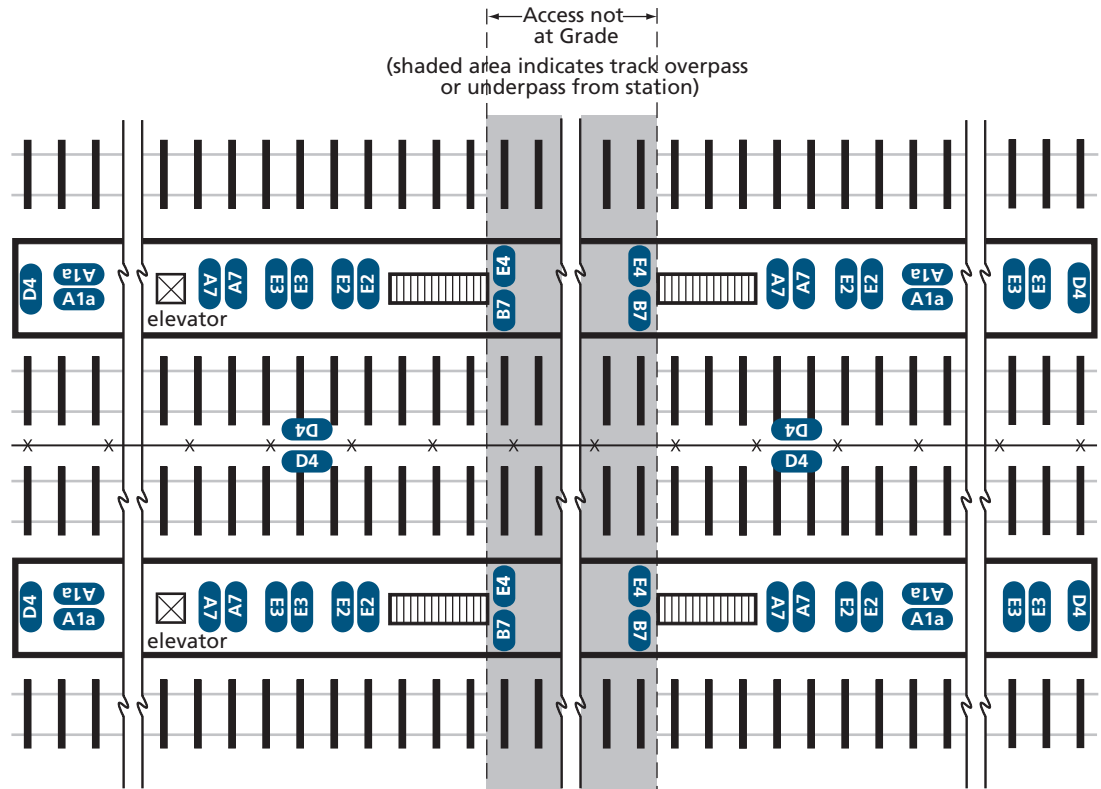 Access not
at Grade
(shaded area indicates track overpass
or underpass from station)
D4 A1a A7 A7 E3 E3 E2 E2 E4 E4 A7 A7 E2 E2 A1a E3 E3 D4
A1a B7 B7 A1a
elevator
D4 D4
D4 D4
D4 A1a A7 A7 E3 E3 E2 E2 E4 E4 A7 A7 E2 E2 A1a E3 E3 D4
A1a B7 B7 A1a
elevator